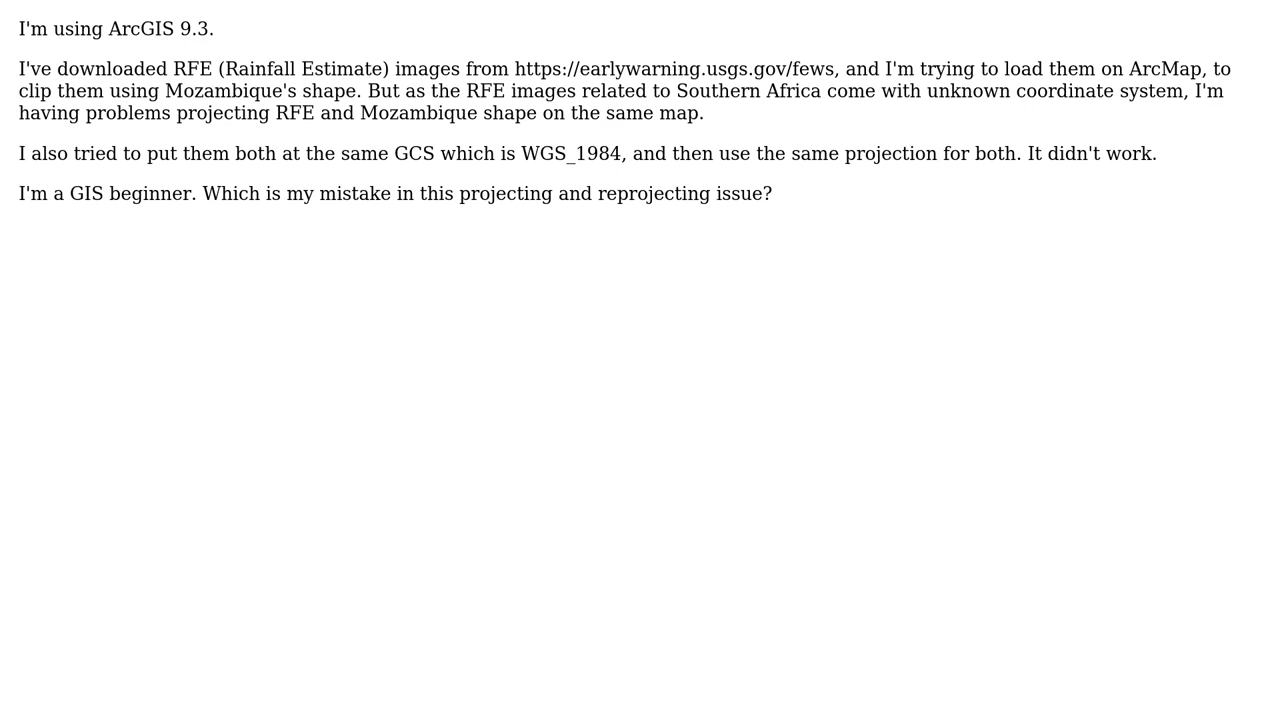 I'm using ArcGIS 9.3.
I've downloaded RFE (Rainfall Estimate) images from https://earlywarning.usgs.gov/fews, and I'm trying to load them on ArcMap, to
clip them using Mozambique's shape. But as the RFE images related to Southern Africa come with unknown coordinate system, I'm
having problems projecting RFE and Mozambique shape on the same map.
I also tried to put them both at the same GCS which is WGS_1984, and then use the same projection for both. It didn't work.
I'm a GIS beginner. Which is my mistake in this projecting and reprojecting issue?